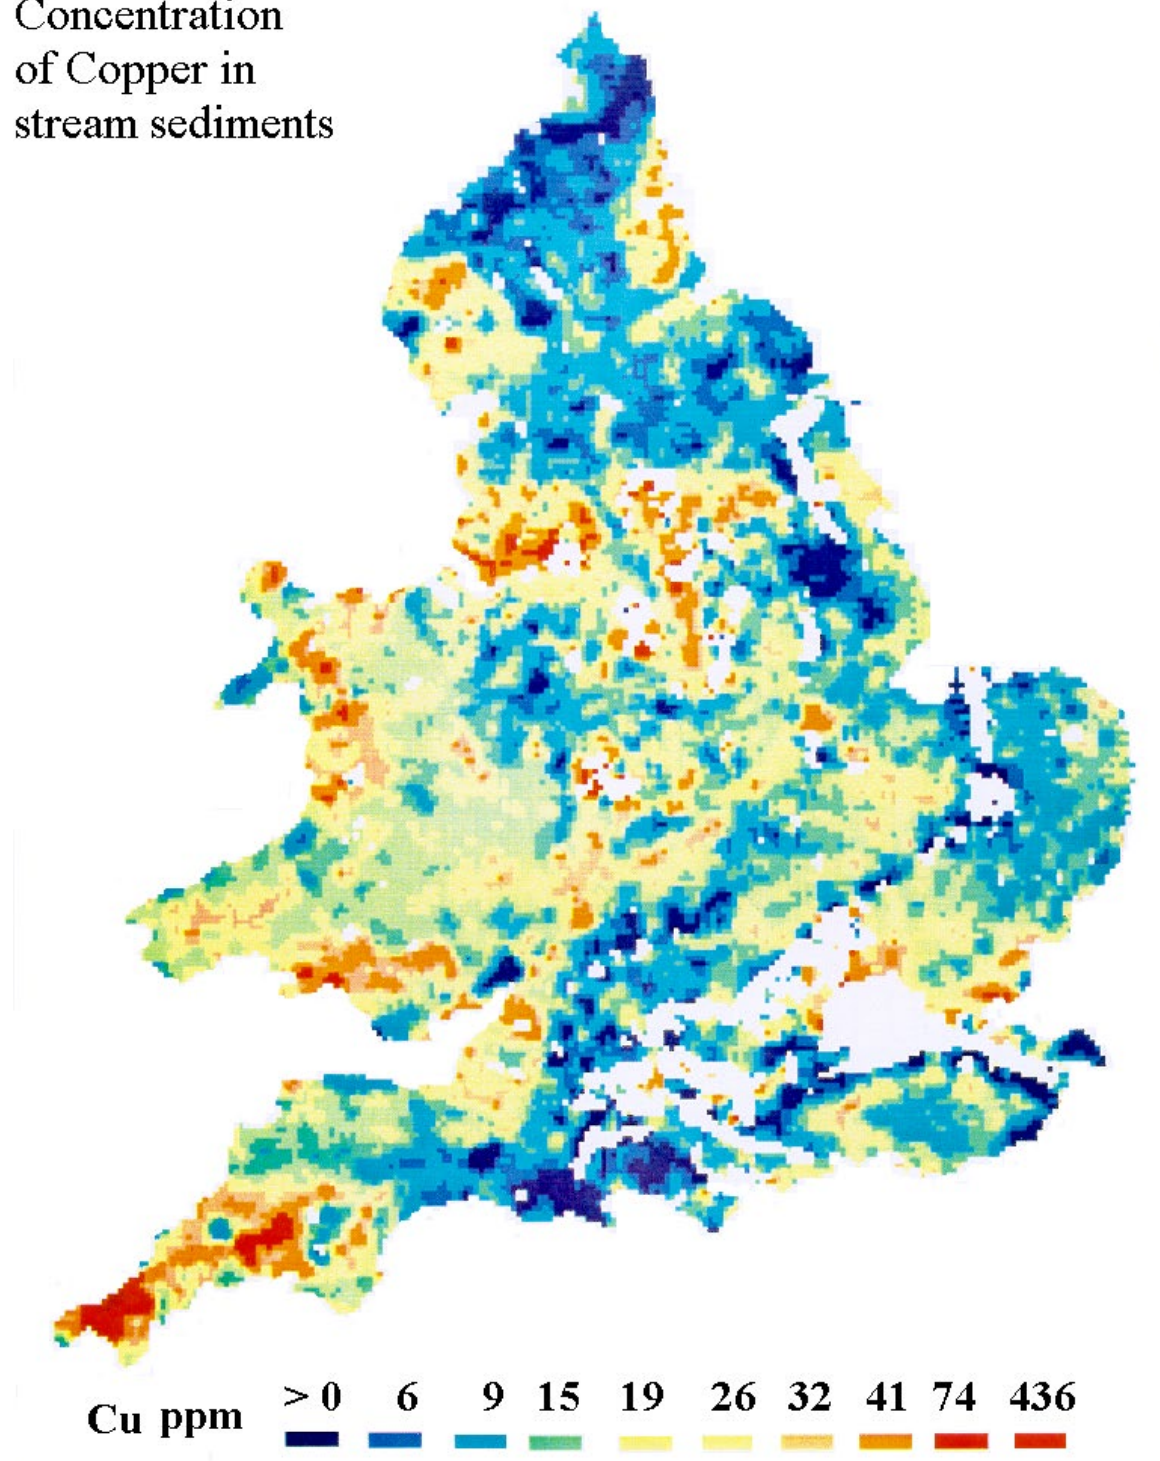 Concentration
of Copper in
stream sediments
Cu ppm > 0 6 9 15 19 26 32 41 74 436